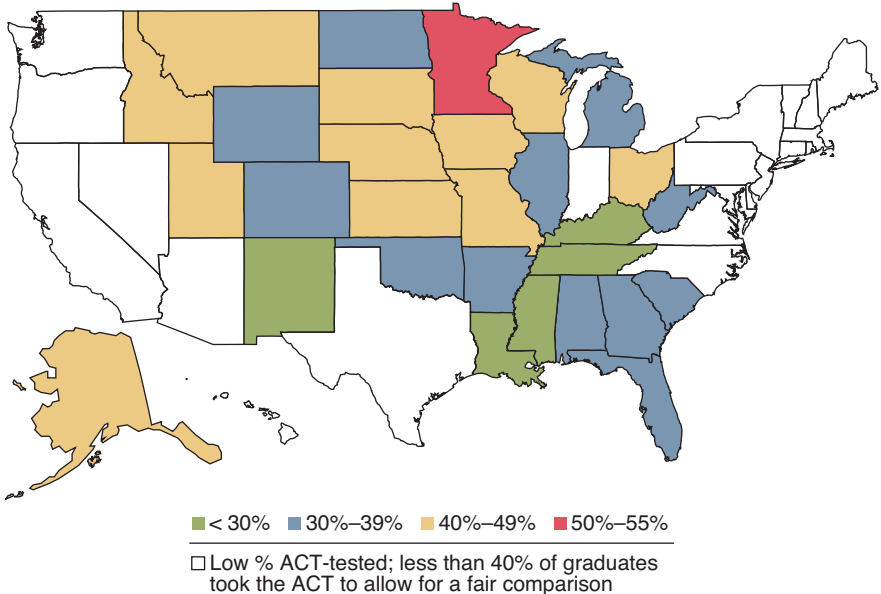 < 30% 30%–39% 40%–49% 50%–55%
Low % ACT-tested; less than 40% of graduates
took the ACT to allow for a fair comparison